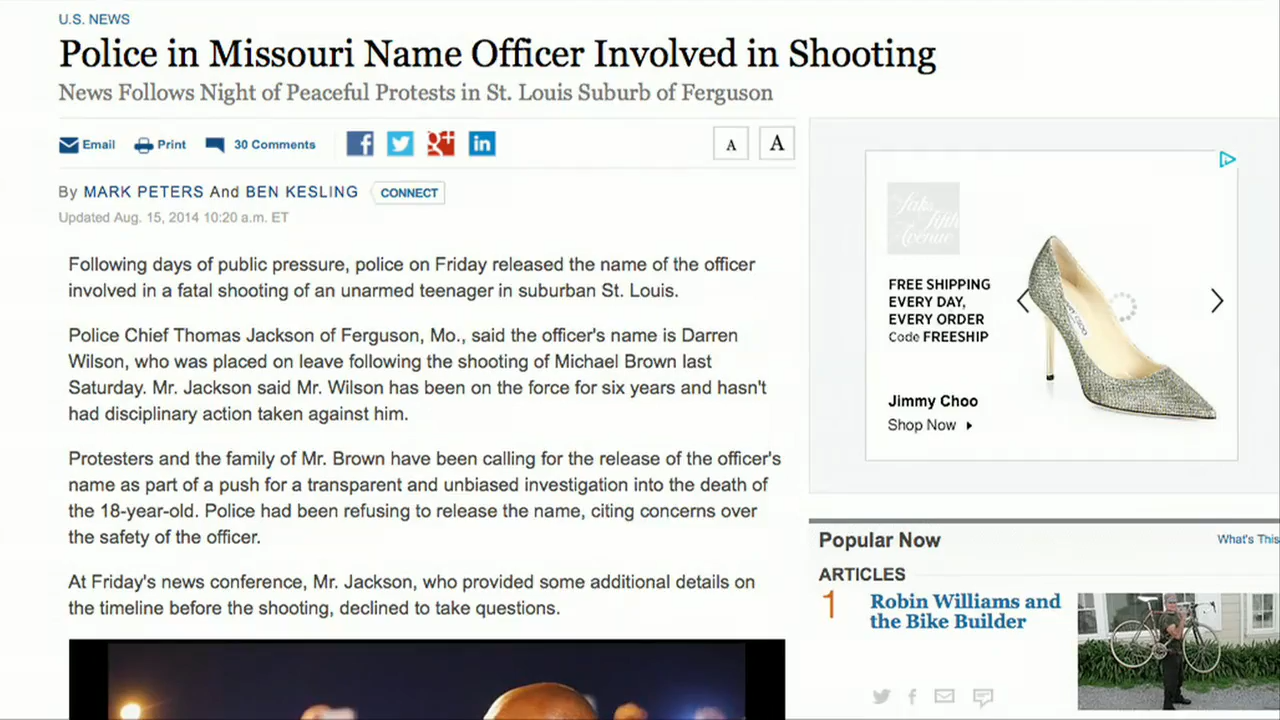 U.S. NEWS
Police in Missouri Name Officer Involved in Shooting
News Follows Night of Peaceful Protests in St. Louis Suburb of Ferguson
Email Print 30 Comments
A A
By MARK PETERS And BEN KESLING CONNECT
Updated Aug. 15, 2014 10:20 a.m. ET
Following days of public pressure, police on Friday released the name of the officer
involved in a fatal shooting of an unarmed teenager in suburban St. Louis.
Police Chief Thomas Jackson of Ferguson, Mo., said the officer's name is Darren
Wilson, who was placed on leave following the shooting of Michael Brown last
Saturday. Mr. Jackson said Mr. Wilson has been on the force for six years and hasn't
had disciplinary action taken against him.
Protesters and the family of Mr. Brown have been calling for the release of the officer's
name as part of a push for a transparent and unbiased investigation into the death of
the 18-year-old. Police had been refusing to release the name, citing concerns over
the safety of the officer.
At Friday's news conference, Mr. Jackson, who provided some additional details on
the timeline before the shooting, declined to take questions.
Saks
Fifth
Avenue
FREE SHIPPING
EVERY DAY,
EVERY ORDER
Code FREESHIP
JIMMY CHOO
Jimmy Choo
Shop Now
Popular Now
What's This
ARTICLES
1
Robin Williams and
the Bike Builder